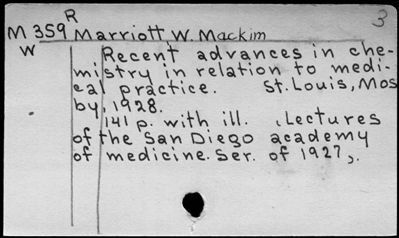 R
3
M 359 Marriott W. Mackim
W Recent advances in che-
mistry in relation to medi-
cal practice. St. Louis, Mos
by, 1928.
141 p. with ill. (Lectures
of the San Diego academy
of medicine. Ser. of 1927).